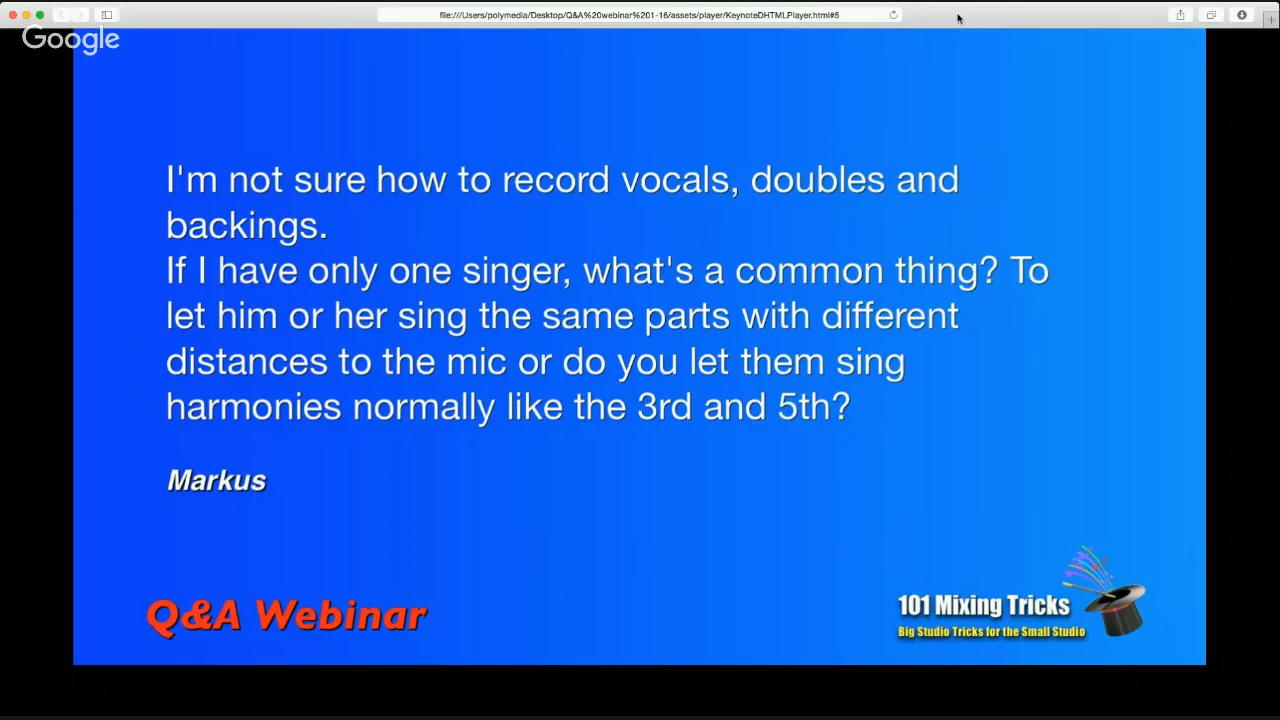 file:///Users/polymedia/Desktop/Q&A%20webinar%201-16/assets/player/KeynoteDHTMLPlayer.html#5
Google
I'm not sure how to record vocals, doubles and
backings.
If I have only one singer, what's a common thing? To
let him or her sing the same parts with different
distances to the mic or do you let them sing
harmonies normally like the 3rd and 5th?
Markus
Q&A Webinar
101 Mixing Tricks
Big Studio Tricks for the Small Studio